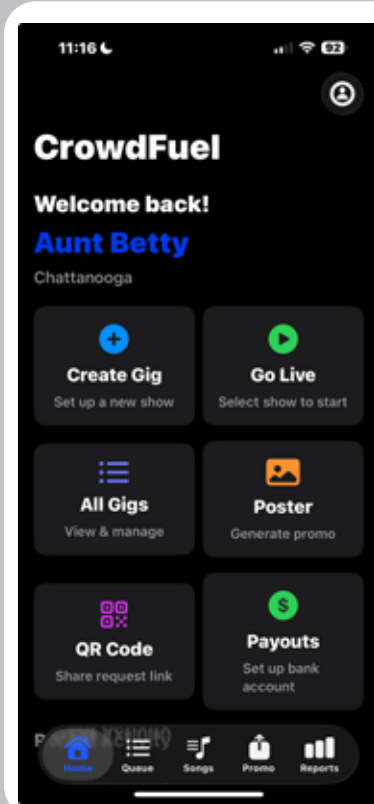 11:16
92
CrowdFuel
Welcome back!
Aunt Betty
Chattanooga
Create Gig
Set up a new show
Go Live
Select show to start
All Gigs
View & manage
Poster
Generate promo
QR Code
Share request link
$
Payouts
Set up bank
account
Home
Queue
Songs
Promo
Reports